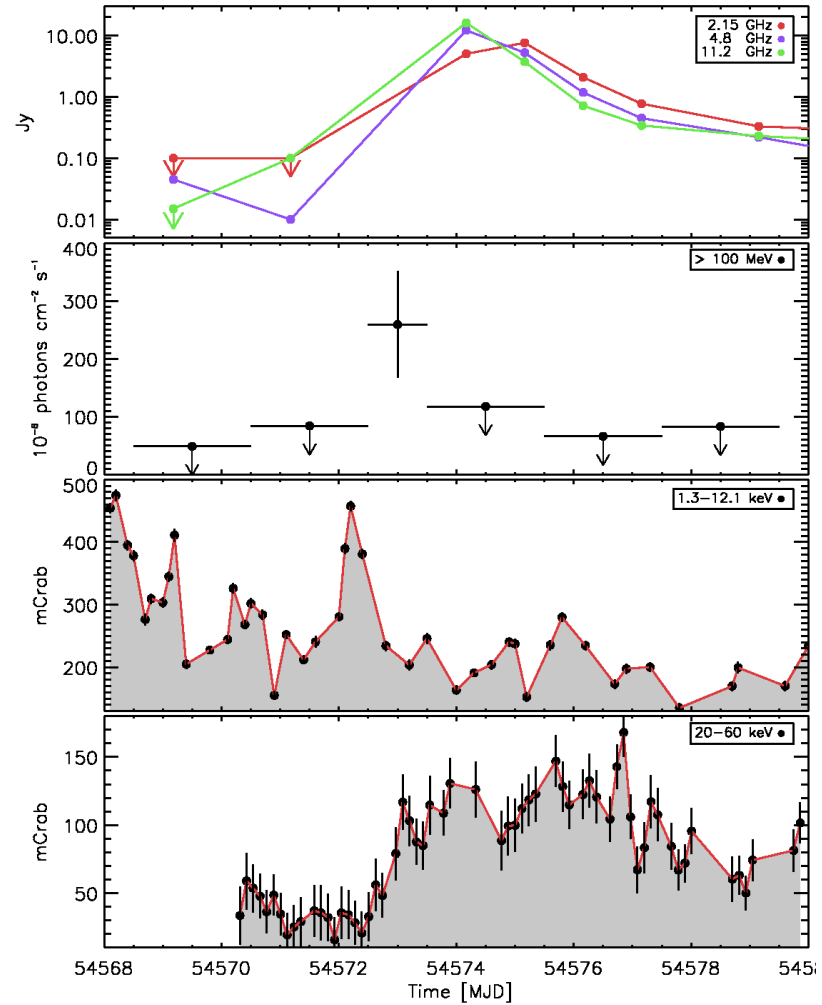 2.15 GHz
4.8 GHz
11.2 GHz
10.00
1.00
0.10
0.01
Jy
400
300
200
100
0
10⁻⁸ photons cm⁻² s⁻¹
> 100 MeV
500
400
300
200
mCrab
1.3−12.1 keV
150
100
50
mCrab
20−60 keV
54568 54570 54572 54574 54576 54578 5458
Time [MJD]